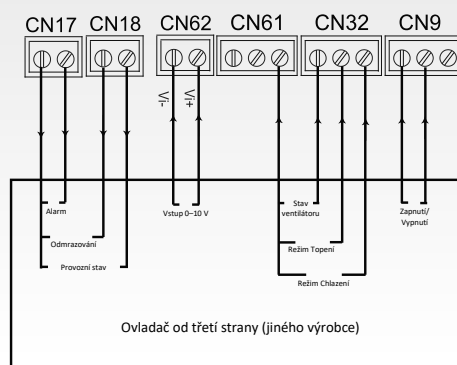 CN17 CN18 CN62 CN61 CN32 CN9
Vi- Vi+
Alarm
Odmrazování
Provozní stav
Vstup 0–10 V
Stav
ventilátoru
Režim Topení
Režim Chlazení
Zapnutí/
Vypnutí
Ovladač od třetí strany (jiného výrobce)